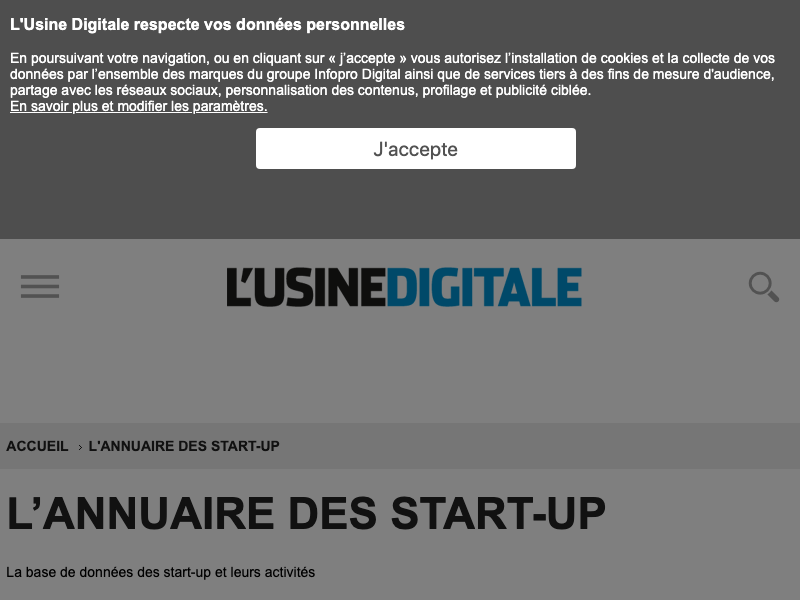 L'Usine Digitale respecte vos données personnelles
En poursuivant votre navigation, ou en cliquant sur « j’accepte » vous autorisez l’installation de cookies et la collecte de vos
données par l’ensemble des marques du groupe Infopro Digital ainsi que de services tiers à des fins de mesure d'audience,
partage avec les réseaux sociaux, personnalisation des contenus, profilage et publicité ciblée.
En savoir plus et modifier les paramètres.
J'accepte
L'USINEDIGITALE
ACCUEIL › L'ANNUAIRE DES START-UP
L’ANNUAIRE DES START-UP
La base de données des start-up et leurs activités